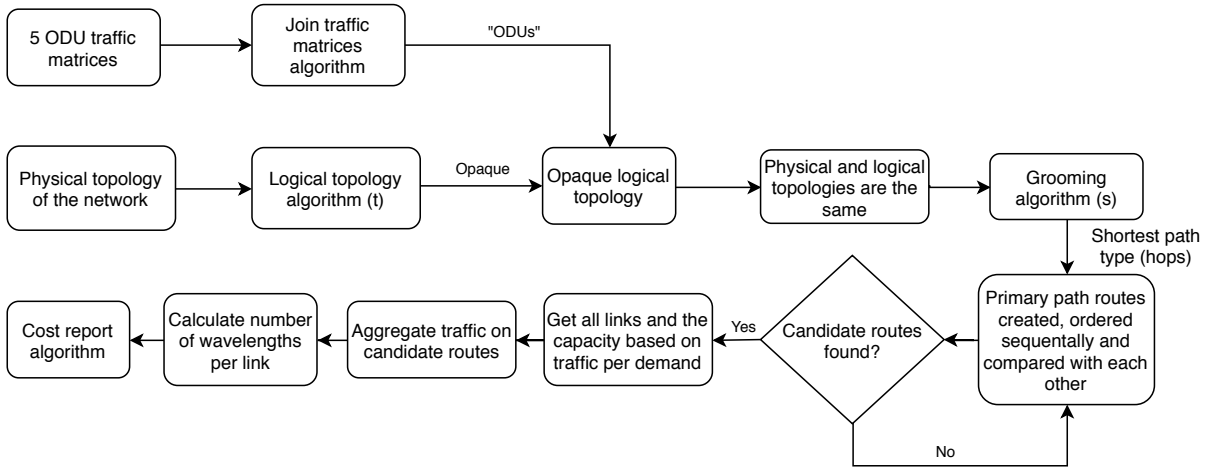 5 ODU traffic
matrices
Join traffic
matrices
algorithm
"ODUs"
Physical topology
of the network
Logical topology
algorithm (t)
Opaque
Opaque logical
topology
Physical and logical
topologies are the
same
Grooming
algorithm (s)
Shortest path
type (hops)
Primary path routes
created, ordered
sequentally and
compared with each
other
Candidate routes
found?
No
Yes
Get all links and the
capacity based on
traffic per demand
Aggregate traffic on
candidate routes
Calculate number
of wavelengths
per link
Cost report
algorithm